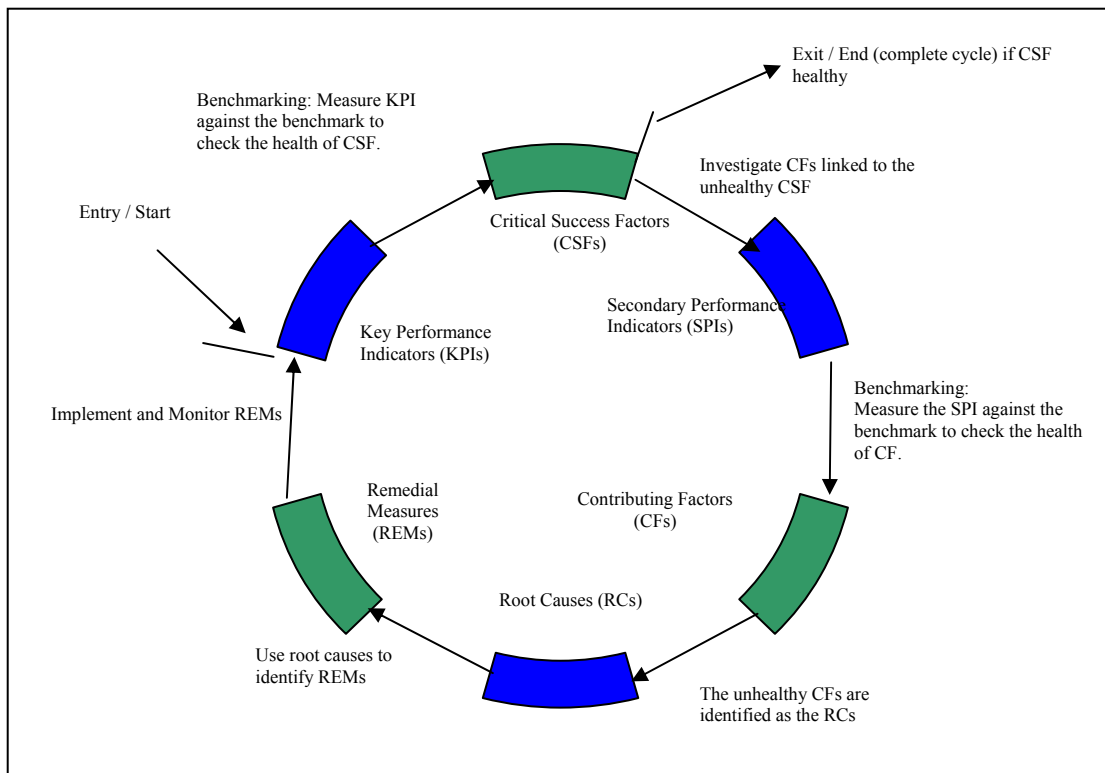 Exit / End (complete cycle) if CSF
healthy
Benchmarking: Measure KPI
against the benchmark to
check the health of CSF.
Investigate CFs linked to the
unhealthy CSF
Entry / Start
Critical Success Factors
(CSFs)
Secondary Performance
Indicators (SPIs)
Key Performance
Indicators (KPIs)
Benchmarking:
Measure the SPI against the
benchmark to check the health
of CF.
Implement and Monitor REMs
Remedial
Measures
(REMs)
Contributing Factors
(CFs)
Root Causes (RCs)
Use root causes to
identify REMs
The unhealthy CFs are
identified as the RCs